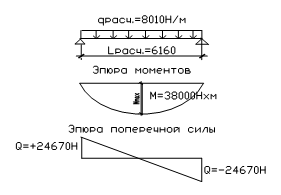 qрасч.=8010Н/м
Lрасч.=6160
Эпюра моментов
Mmax
M=38000Нхм
Эпюра поперечной силы
Q=+24670Н
Q=-24670Н